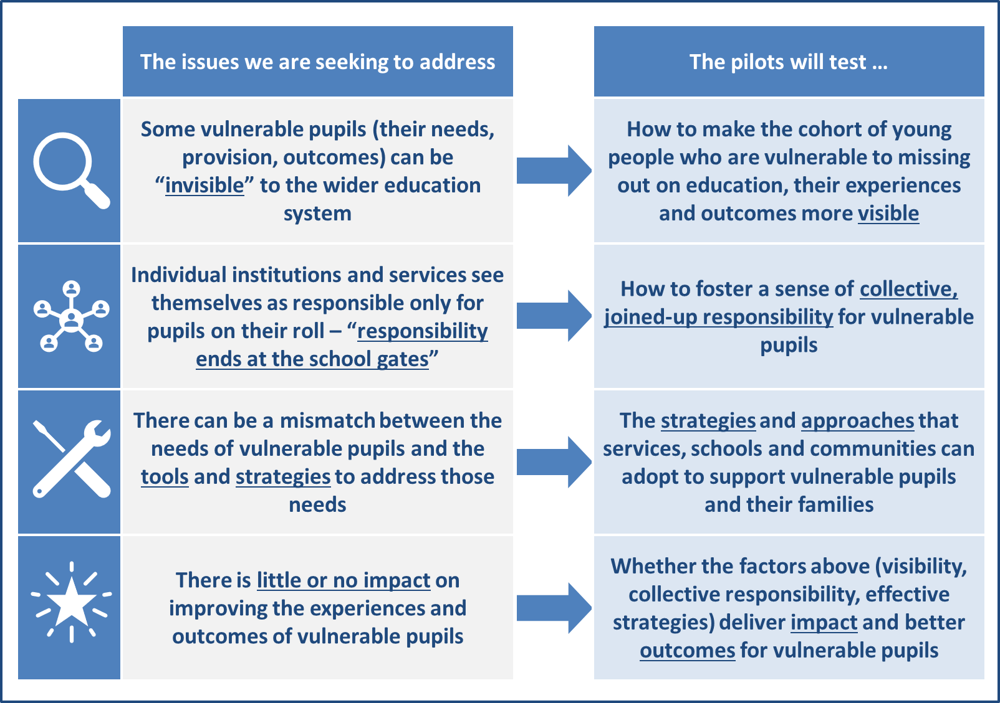 The issues we are seeking to address
The pilots will test …
Some vulnerable pupils (their needs,
provision, outcomes) can be
“invisible” to the wider education
system
How to make the cohort of young
people who are vulnerable to missing
out on education, their experiences
and outcomes more visible
Individual institutions and services see
themselves as responsible only for
pupils on their roll – “responsibility
ends at the school gates”
How to foster a sense of collective,
joined-up responsibility for vulnerable
pupils
There can be a mismatch between the
needs of vulnerable pupils and the
tools and strategies to address those
needs
The strategies and approaches that
services, schools and communities can
adopt to support vulnerable pupils
and their families
There is little or no impact on
improving the experiences and
outcomes of vulnerable pupils
Whether the factors above (visibility,
collective responsibility, effective
strategies) deliver impact and better
outcomes for vulnerable pupils